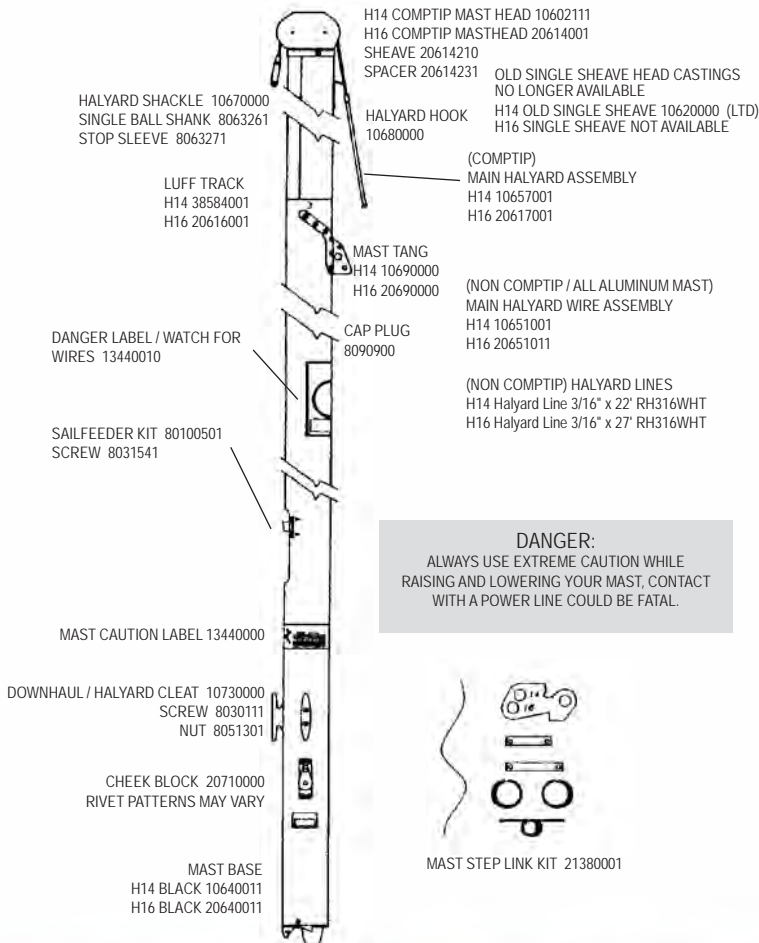 H14 COMPTIP MAST HEAD 10602111
H16 COMPTIP MASTHEAD 20614001
SHEAVE 20614210
SPACER 20614231
OLD SINGLE SHEAVE HEAD CASTINGS
NO LONGER AVAILABLE
H14 OLD SINGLE SHEAVE 10620000 (LTD)
H16 SINGLE SHEAVE NOT AVAILABLE
HALYARD SHACKLE 10670000
SINGLE BALL SHANK 8063261
STOP SLEEVE 8063271
HALYARD HOOK
10680000
(COMPTIP)
MAIN HALYARD ASSEMBLY
H14 10657001
H16 20617001
LUFF TRACK
H14 38584001
H16 20616001
MAST TANG
H14 10690000
H16 20690000
(NON COMPTIP / ALL ALUMINUM MAST)
MAIN HALYARD WIRE ASSEMBLY
H14 10651001
H16 20651011
CAP PLUG
8090900
DANGER LABEL / WATCH FOR
WIRES 13440010
(NON COMPTIP) HALYARD LINES
H14 Halyard Line 3/16" x 22' RH316WHT
H16 Halyard Line 3/16" x 27' RH316WHT
SAILFEEDER KIT 80100501
SCREW 8031541
DANGER:
ALWAYS USE EXTREME CAUTION WHILE
RAISING AND LOWERING YOUR MAST, CONTACT
WITH A POWER LINE COULD BE FATAL.
MAST CAUTION LABEL 13440000
DOWNHAUL / HALYARD CLEAT 10730000
SCREW 8030111
NUT 8051301
CHEEK BLOCK 20710000
RIVET PATTERNS MAY VARY
14
16
MAST STEP LINK KIT 21380001
MAST BASE
H14 BLACK 10640011
H16 BLACK 20640011